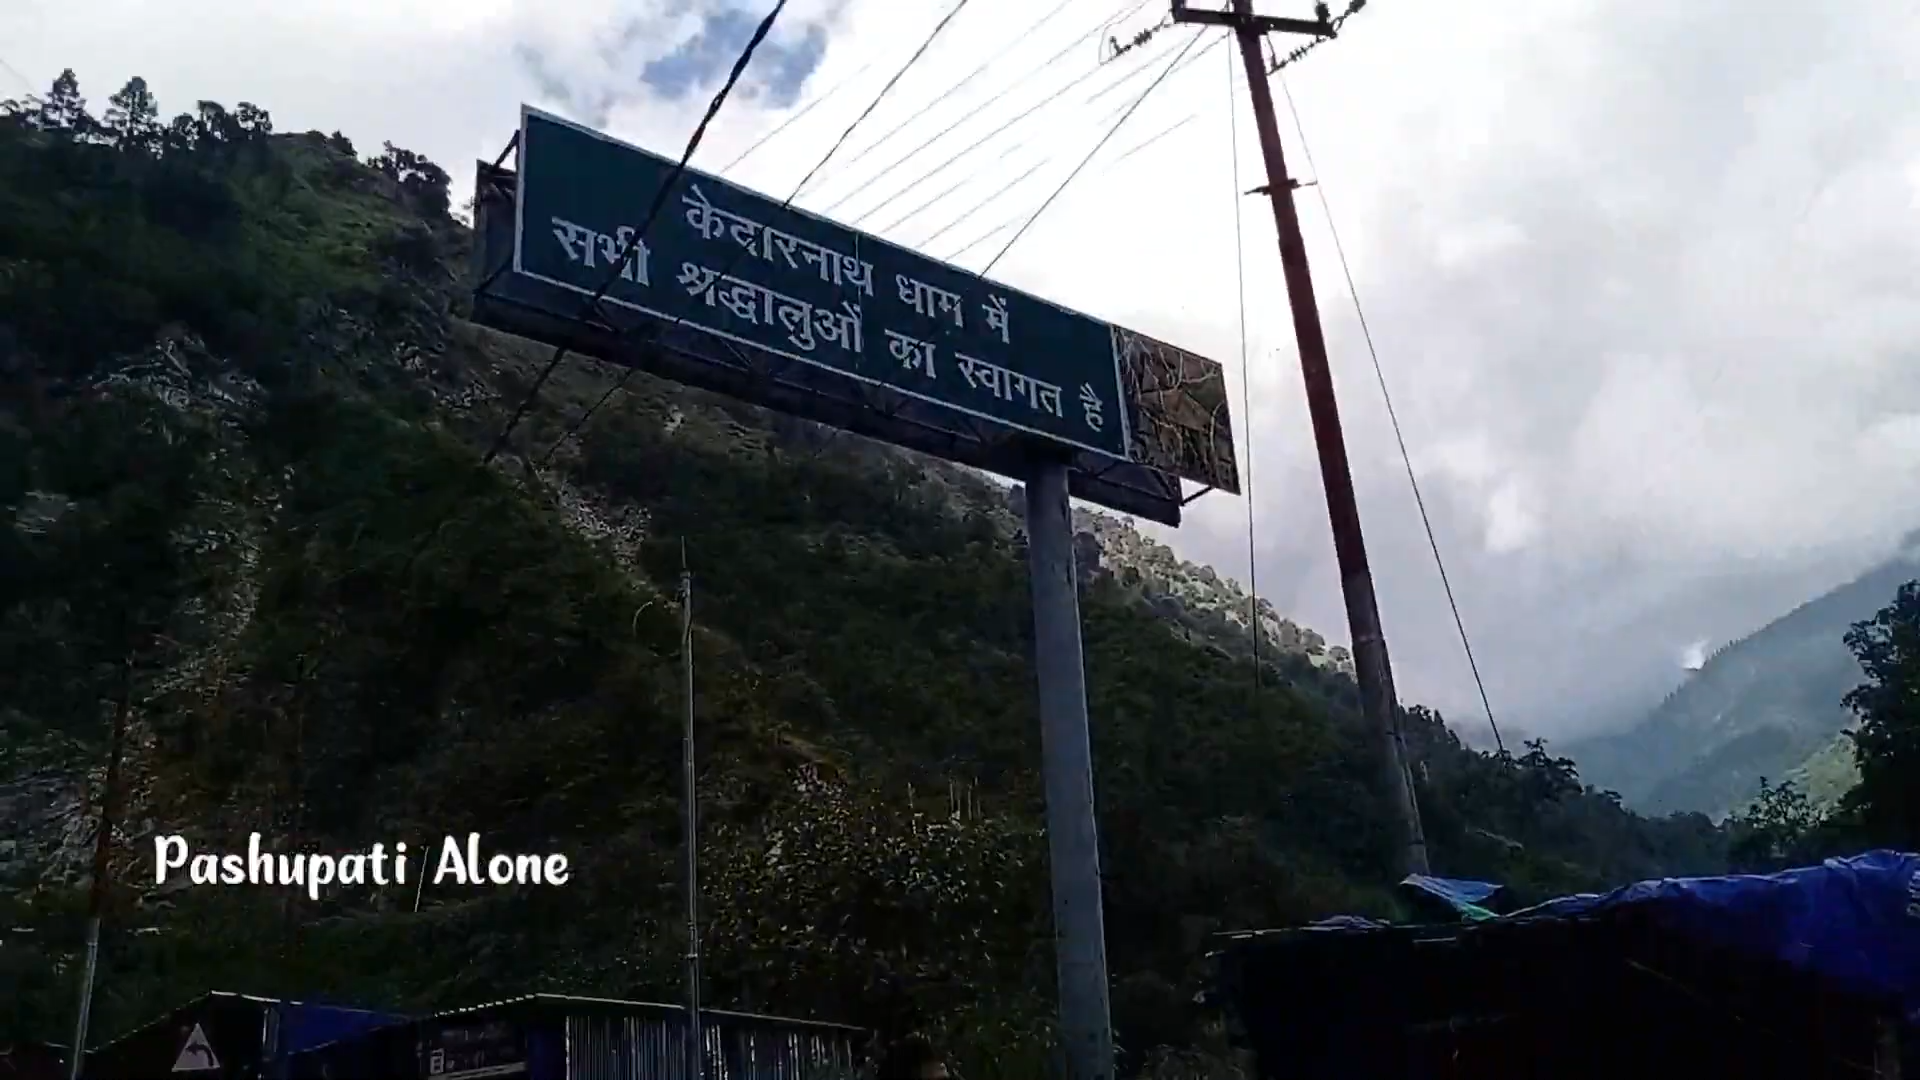 केदारनाथ धाम में
सभी श्रद्धालुओं का स्वागत है
Pashupati Alone